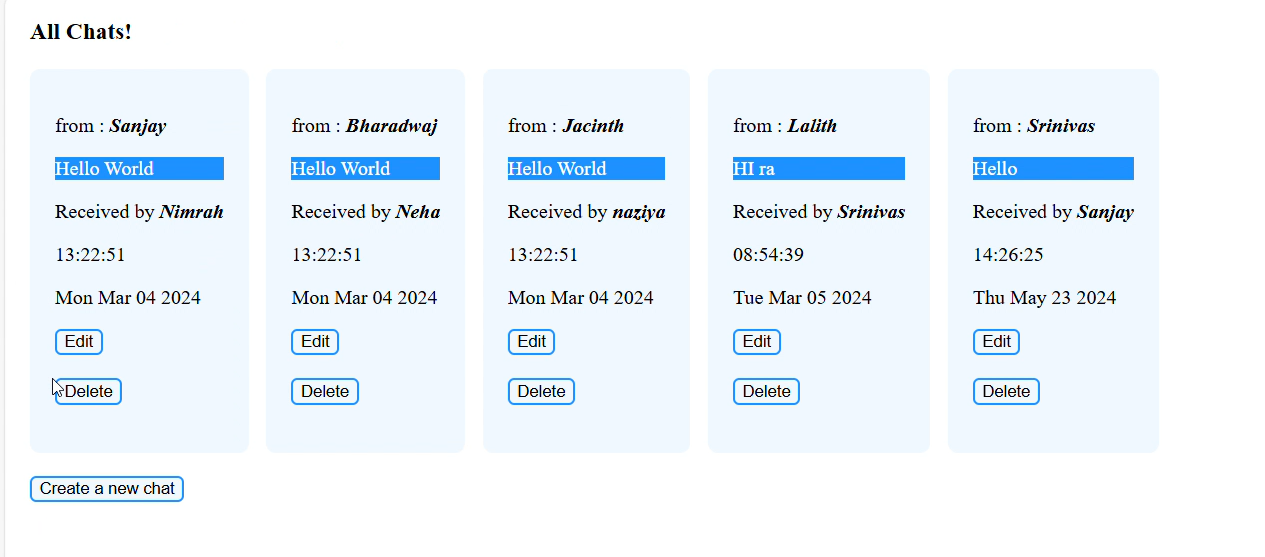 All Chats!
from : Sanjay
Hello World
Received by Nimrah
13:22:51
Mon Mar 04 2024
Edit
Delete
from : Bharadwaj
Hello World
Received by Neha
13:22:51
Mon Mar 04 2024
Edit
Delete
from : Jacinth
Hello World
Received by naziya
13:22:51
Mon Mar 04 2024
Edit
Delete
from : Lalith
HI ra
Received by Srinivas
08:54:39
Tue Mar 05 2024
Edit
Delete
from : Srinivas
Hello
Received by Sanjay
14:26:25
Thu May 23 2024
Edit
Delete
Create a new chat